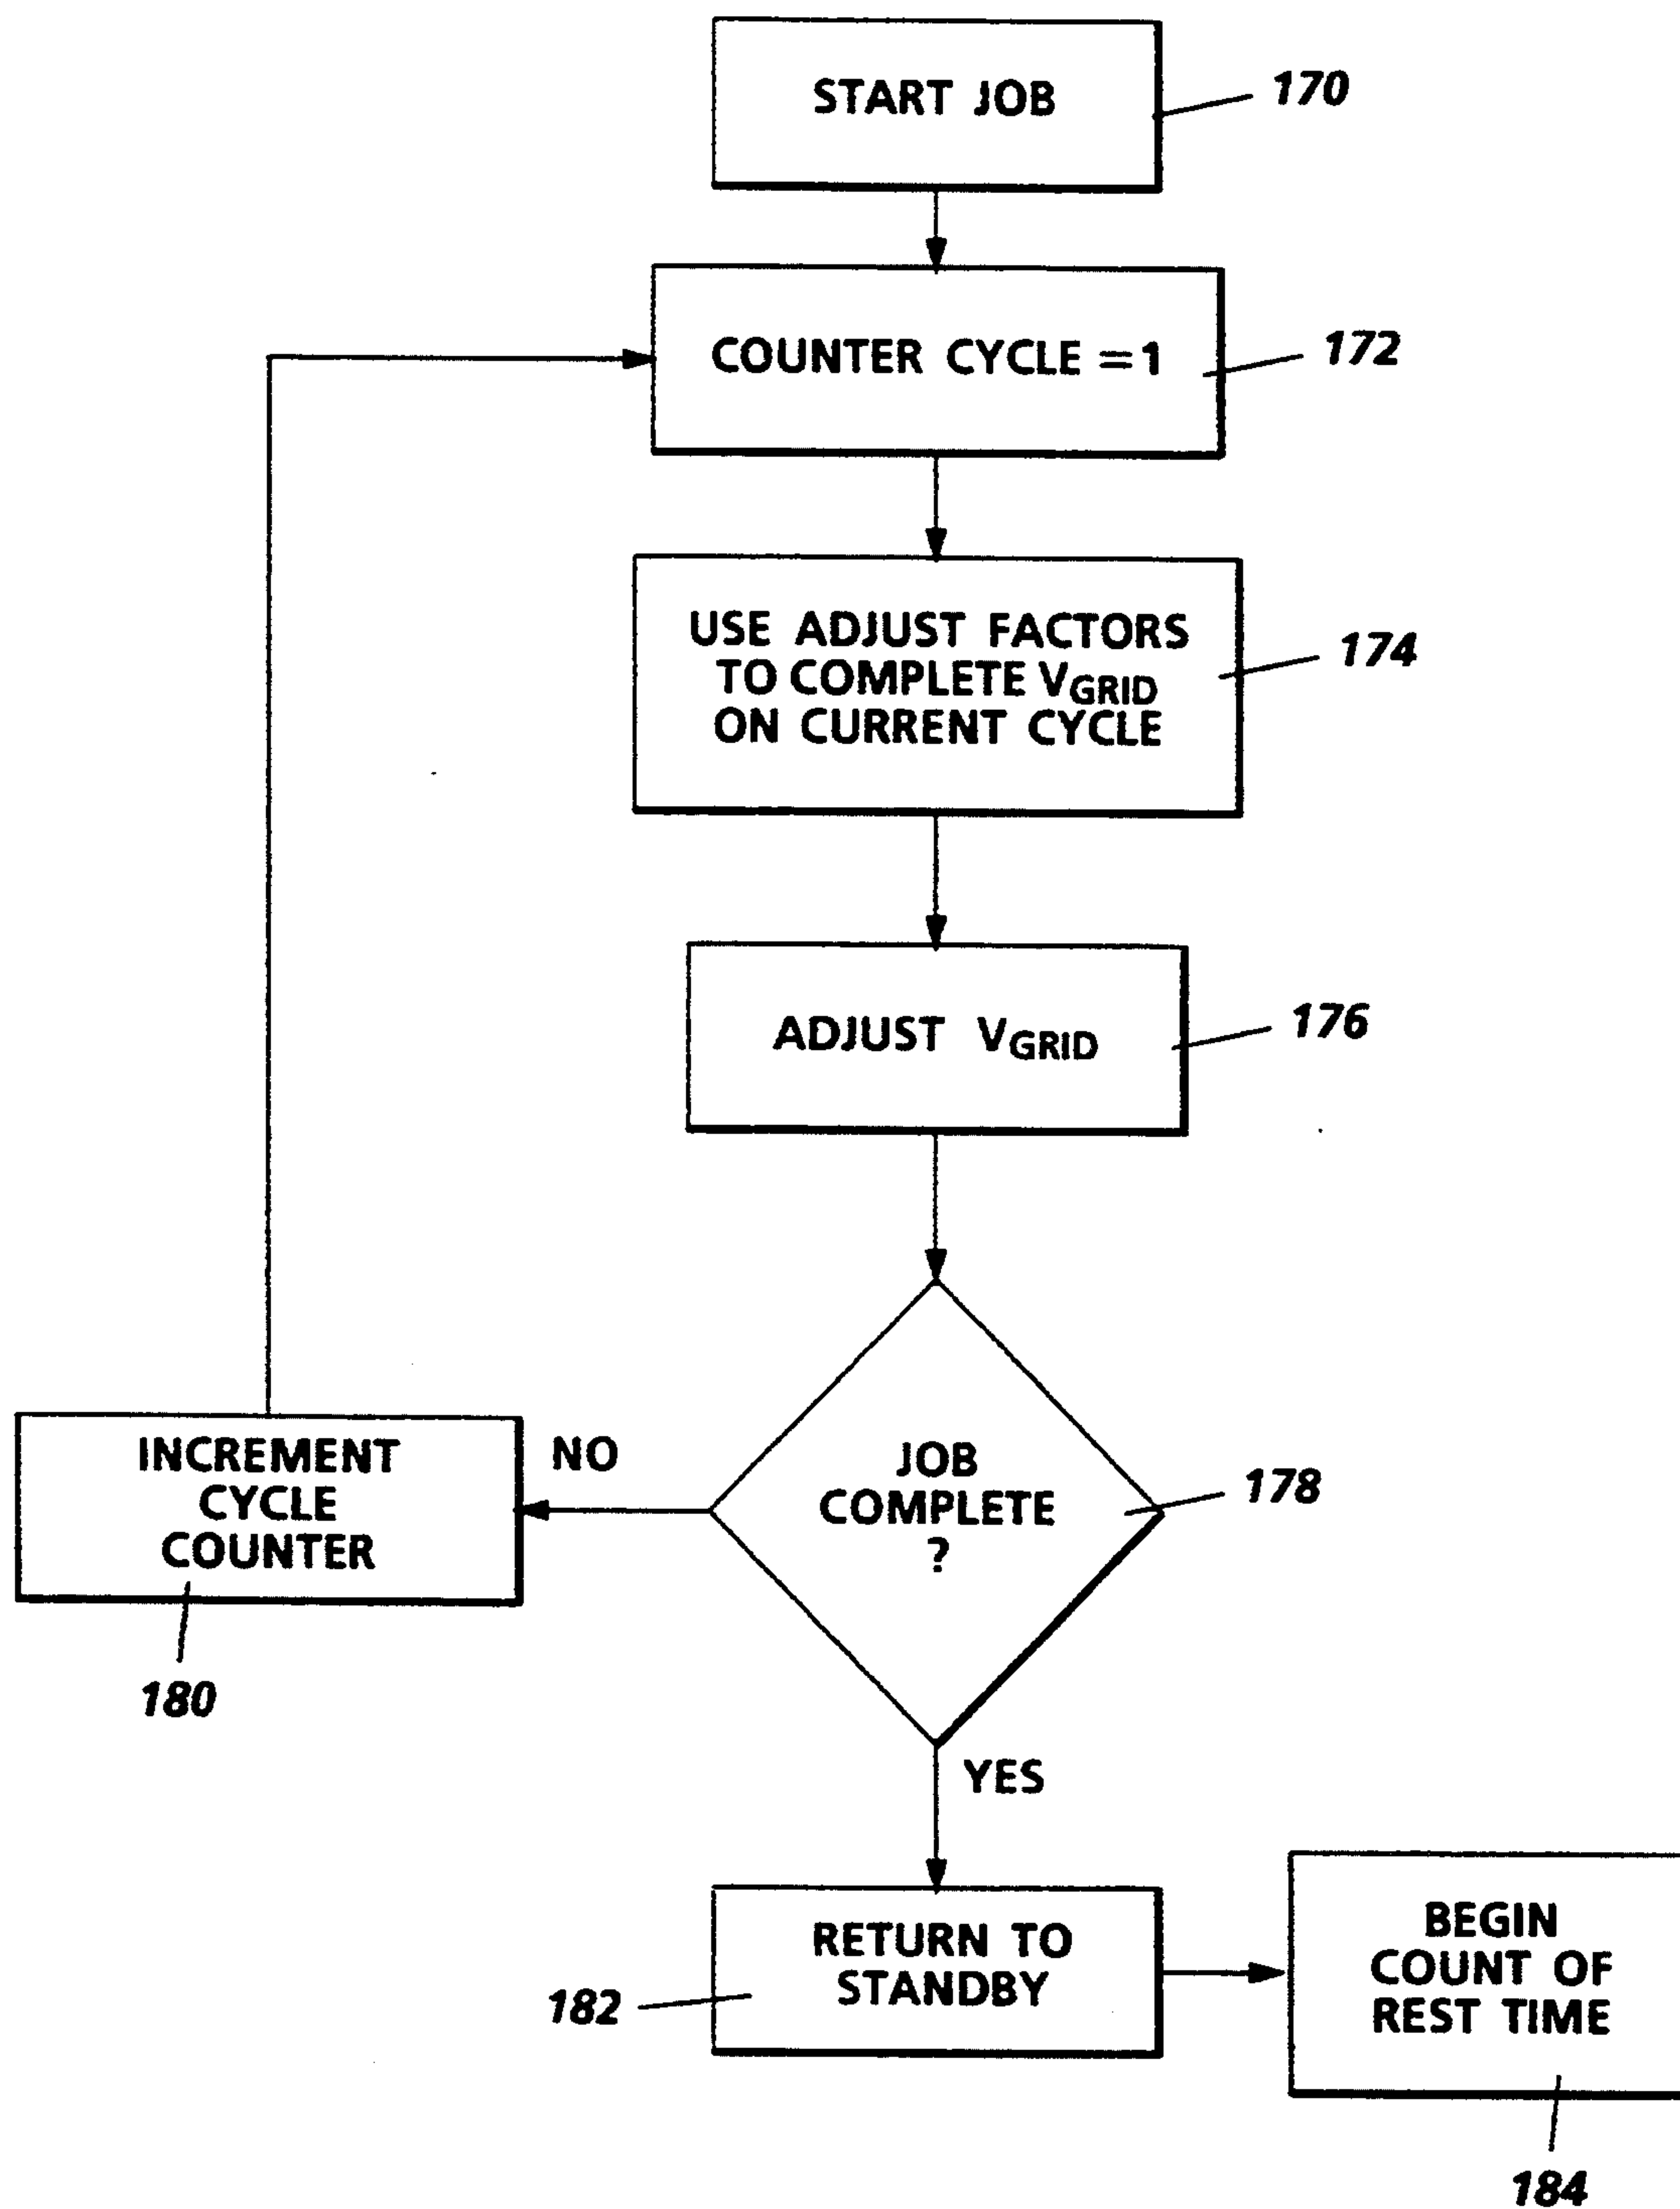 START JOB
170
COUNTER CYCLE = 1
172
USE ADJUST FACTORS
TO COMPLETE VGRID
ON CURRENT CYCLE
174
ADJUST VGRID
176
JOB
COMPLETE
?
178
NO
INCREMENT
CYCLE
COUNTER
180
YES
RETURN TO
STANDBY
182
BEGIN
COUNT OF
REST TIME
184